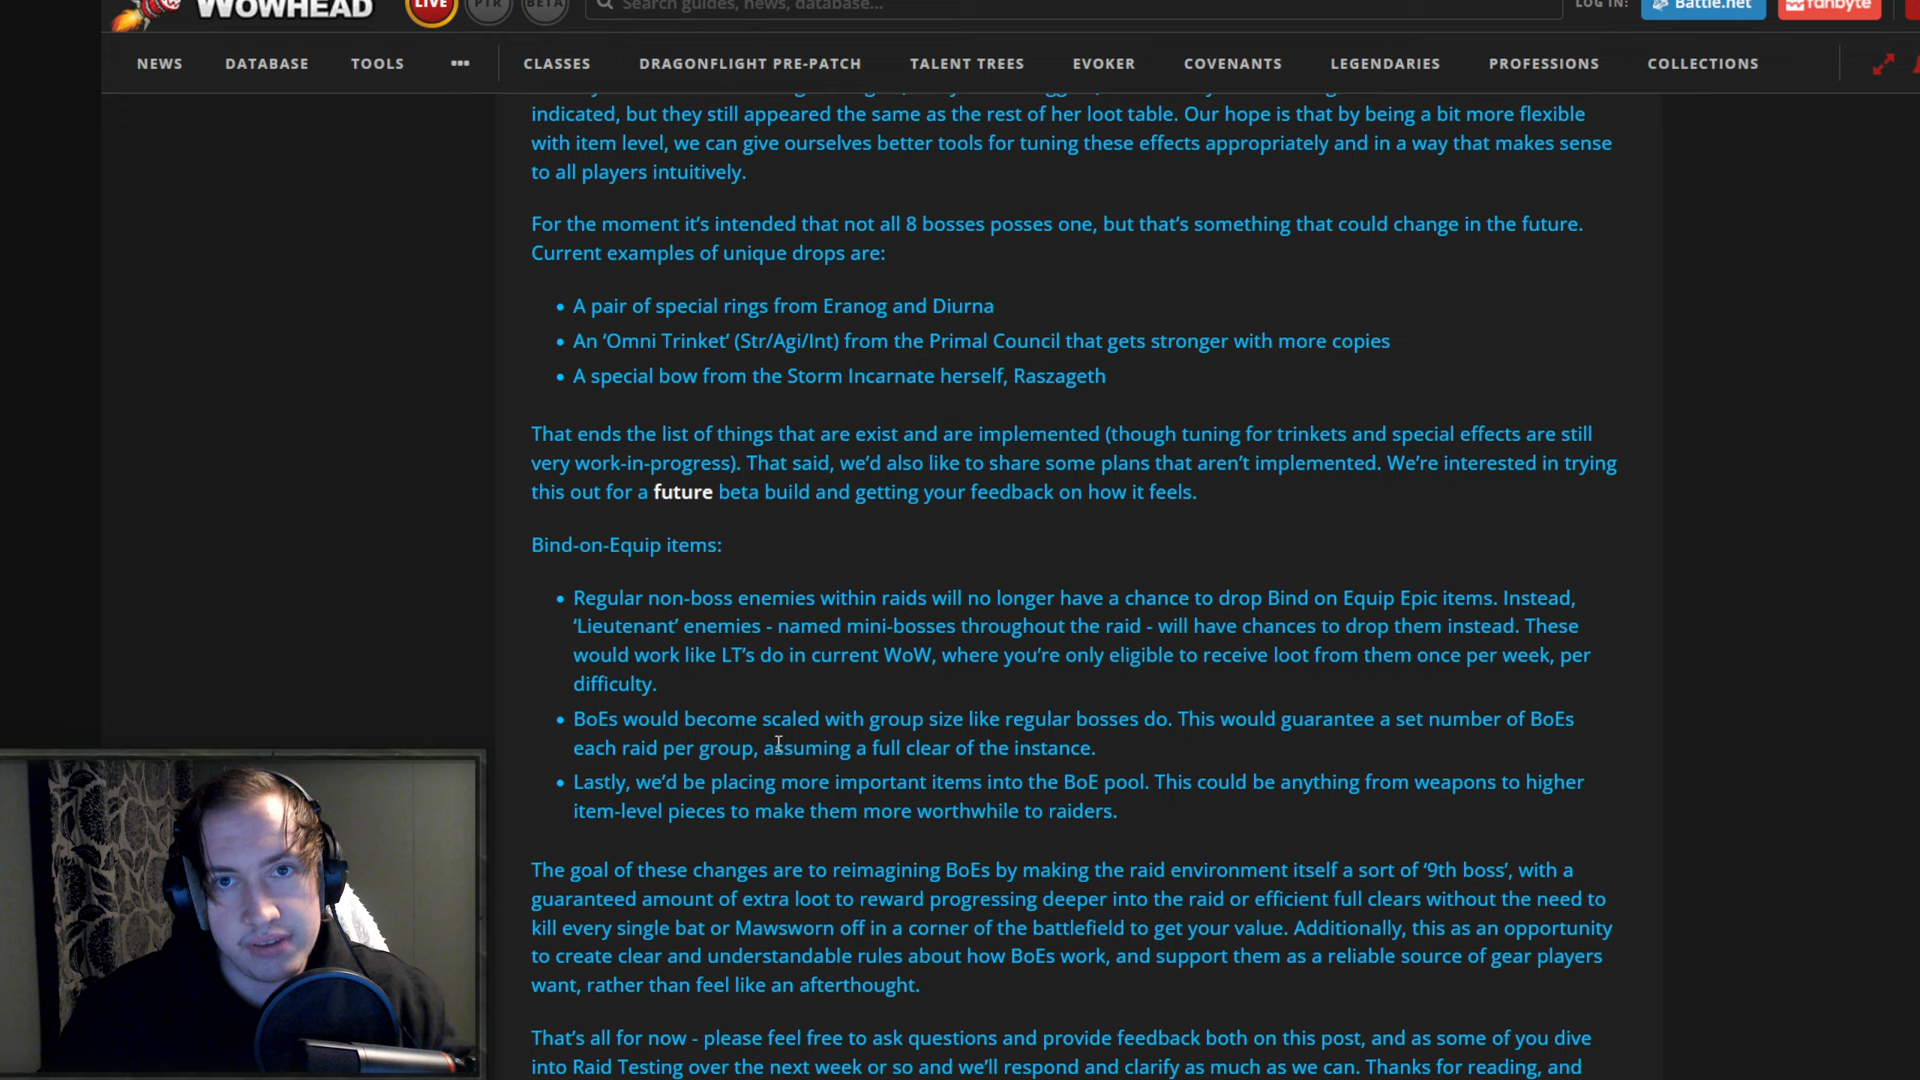 WOWHEAD
LIVE
PTR
BETA
Search guides, news, database...
LOG IN:
Battle.net
fanbyte
NEWS
DATABASE
TOOLS
•••
CLASSES
DRAGONFLIGHT PRE-PATCH
TALENT TREES
EVOKER
COVENANTS
LEGENDARIES
PROFESSIONS
COLLECTIONS
indicated, but they still appeared the same as the rest of her loot table. Our hope is that by being a bit more flexible
with item level, we can give ourselves better tools for tuning these effects appropriately and in a way that makes sense
to all players intuitively.
For the moment it's intended that not all 8 bosses posses one, but that's something that could change in the future.
Current examples of unique drops are:
• A pair of special rings from Eranog and Diurna
• An 'Omni Trinket' (Str/Agi/Int) from the Primal Council that gets stronger with more copies
• A special bow from the Storm Incarnate herself, Raszageth
That ends the list of things that are exist and are implemented (though tuning for trinkets and special effects are still
very work-in-progress). That said, we'd also like to share some plans that aren't implemented. We're interested in trying
this out for a future beta build and getting your feedback on how it feels.
Bind-on-Equip items:
• Regular non-boss enemies within raids will no longer have a chance to drop Bind on Equip Epic items. Instead,
'Lieutenant' enemies - named mini-bosses throughout the raid - will have chances to drop them instead. These
would work like LT's do in current WoW, where you're only eligible to receive loot from them once per week, per
difficulty.
• BoEs would become scaled with group size like regular bosses do. This would guarantee a set number of BoEs
each raid per group, assuming a full clear of the instance.
• Lastly, we'd be placing more important items into the BoE pool. This could be anything from weapons to higher
item-level pieces to make them more worthwhile to raiders.
The goal of these changes are to reimagining BoEs by making the raid environment itself a sort of '9th boss', with a
guaranteed amount of extra loot to reward progressing deeper into the raid or efficient full clears without the need to
kill every single bat or Mawsworn off in a corner of the battlefield to get your value. Additionally, this as an opportunity
to create clear and understandable rules about how BoEs work, and support them as a reliable source of gear players
want, rather than feel like an afterthought.
That's all for now - please feel free to ask questions and provide feedback both on this post, and as some of you dive
into Raid Testing over the next week or so and we'll respond and clarify as much as we can. Thanks for reading, and